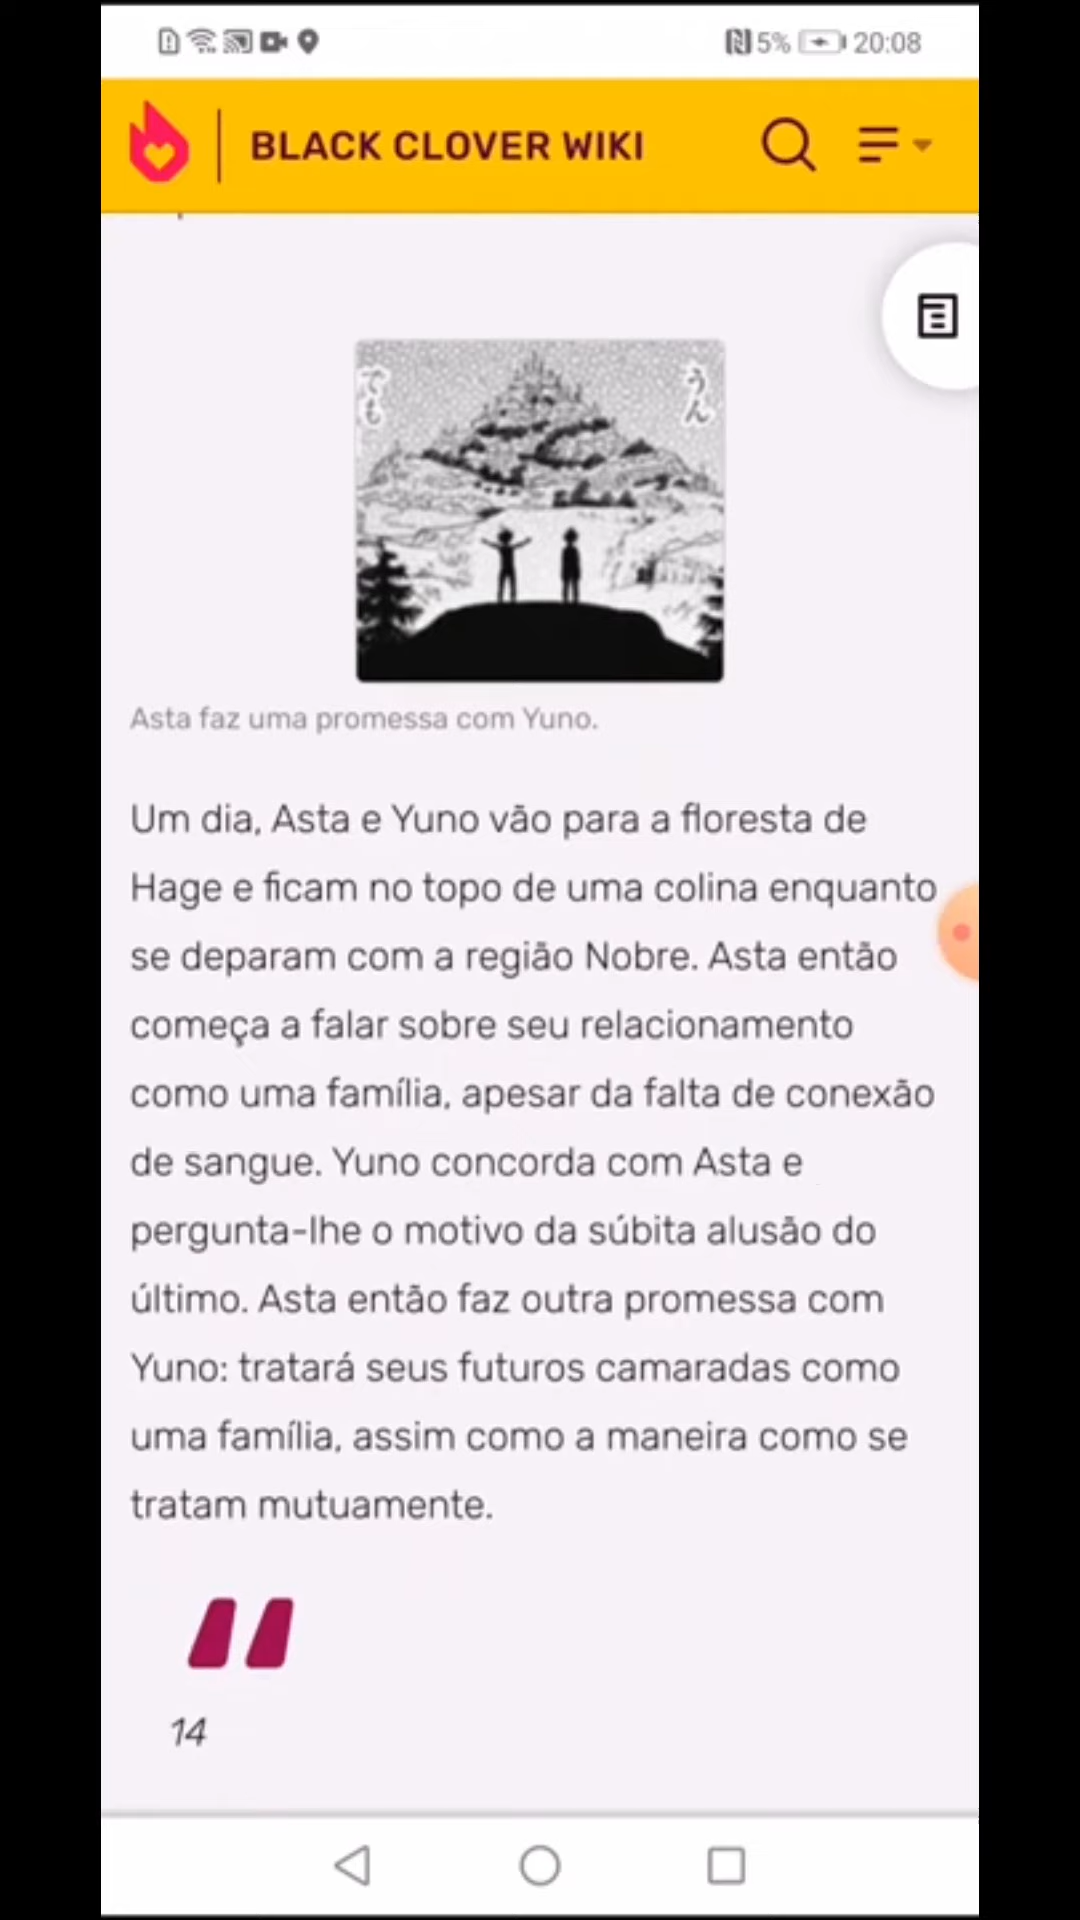 5% 20:08
BLACK CLOVER WIKI
でも
うん
Asta faz uma promessa com Yuno.
Um dia, Asta e Yuno vão para a floresta de
Hage e ficam no topo de uma colina enquanto
se deparam com a região Nobre. Asta então
começa a falar sobre seu relacionamento
como uma família, apesar da falta de conexão
de sangue. Yuno concorda com Asta e
pergunta-lhe o motivo da súbita alusão do
último. Asta então faz outra promessa com
Yuno: tratará seus futuros camaradas como
uma família, assim como a maneira como se
tratam mutuamente.
14